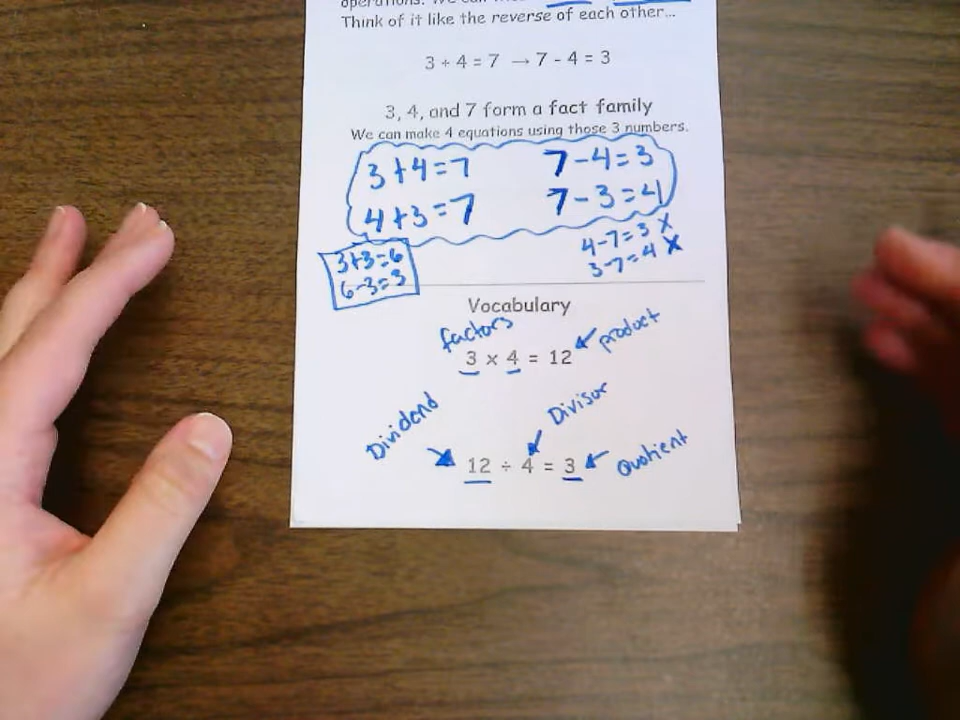 operations. We can
Think of it like the reverse of each other...
3 + 4 = 7 → 7 - 4 = 3
3, 4, and 7 form a fact family
We can make 4 equations using those 3 numbers.
3+4=7 7-4=3
4+3=7 7-3=4
4-7=3 X
3-7=4 X
3+3=6
6-3=3
Vocabulary
factors
3 x 4 = 12 product
Dividend Divisor
12 ÷ 4 = 3 Quotient